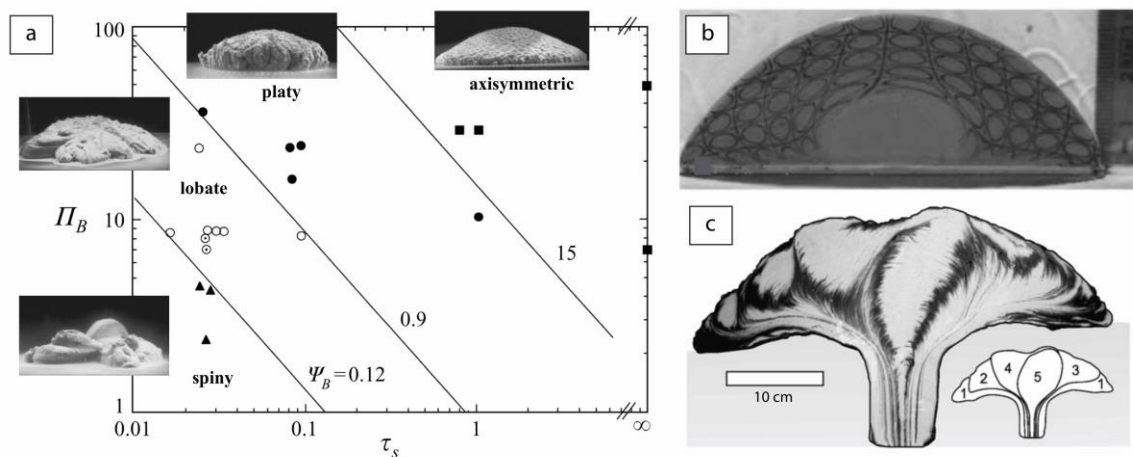 a
100
10
1
Π_B
platy
axisymmetric
lobate
spiny
Ψ_B = 0.12
0.9
15
0.01
0.1
1
∞
τ_s
b
c
10 cm
1
2
4
5
3
1